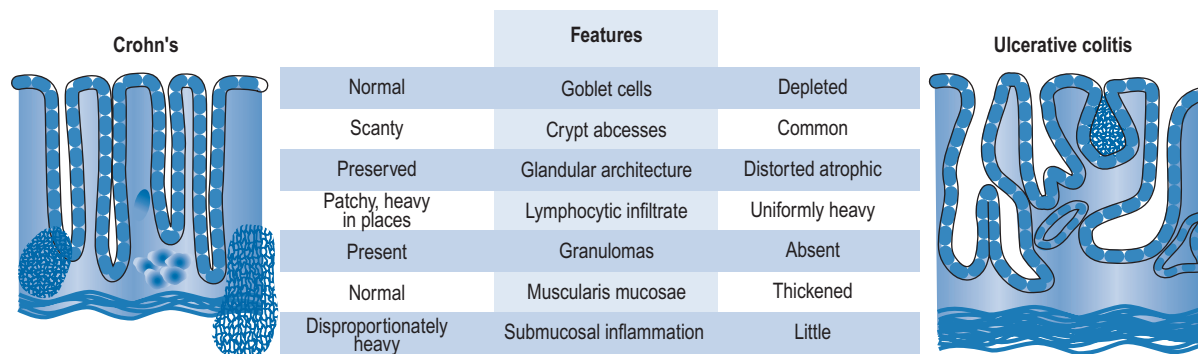 Crohn's
Features
Ulcerative colitis
Normal
Goblet cells
Depleted
Scanty
Crypt abcesses
Common
Preserved
Glandular architecture
Distorted atrophic
Patchy, heavy
in places
Lymphocytic infiltrate
Uniformly heavy
Present
Granulomas
Absent
Normal
Muscularis mucosae
Thickened
Disproportionately
heavy
Submucosal inflammation
Little